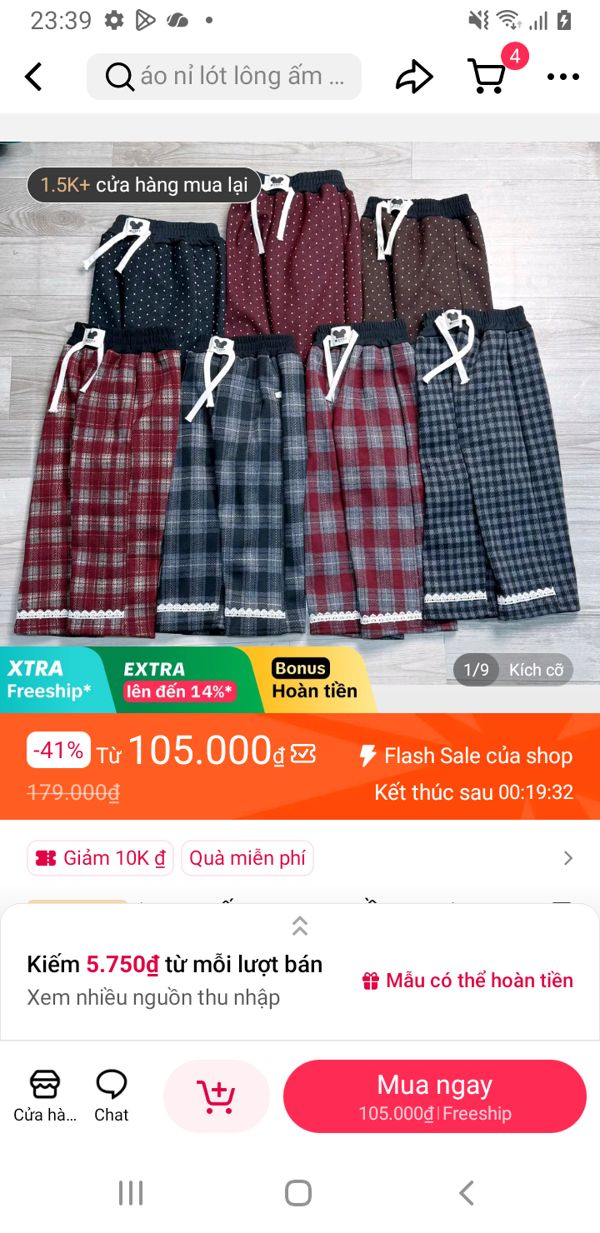 23:39
áo nỉ lót lông ấm ...
4
1.5K+ cửa hàng mua lại
XTRA
Freeship*
EXTRA
lên đến 14%*
Bonus
Hoàn tiền
1/9 Kích cỡ
-41% Từ 105.000₫
Flash Sale của shop
179.000₫
Kết thúc sau 00:19:32
Giảm 10K ₫
Quà miễn phí
Kiếm 5.750₫ từ mỗi lượt bán
Xem nhiều nguồn thu nhập
Mẫu có thể hoàn tiền
Cửa hà...
Chat
Mua ngay
105.000₫|Freeship